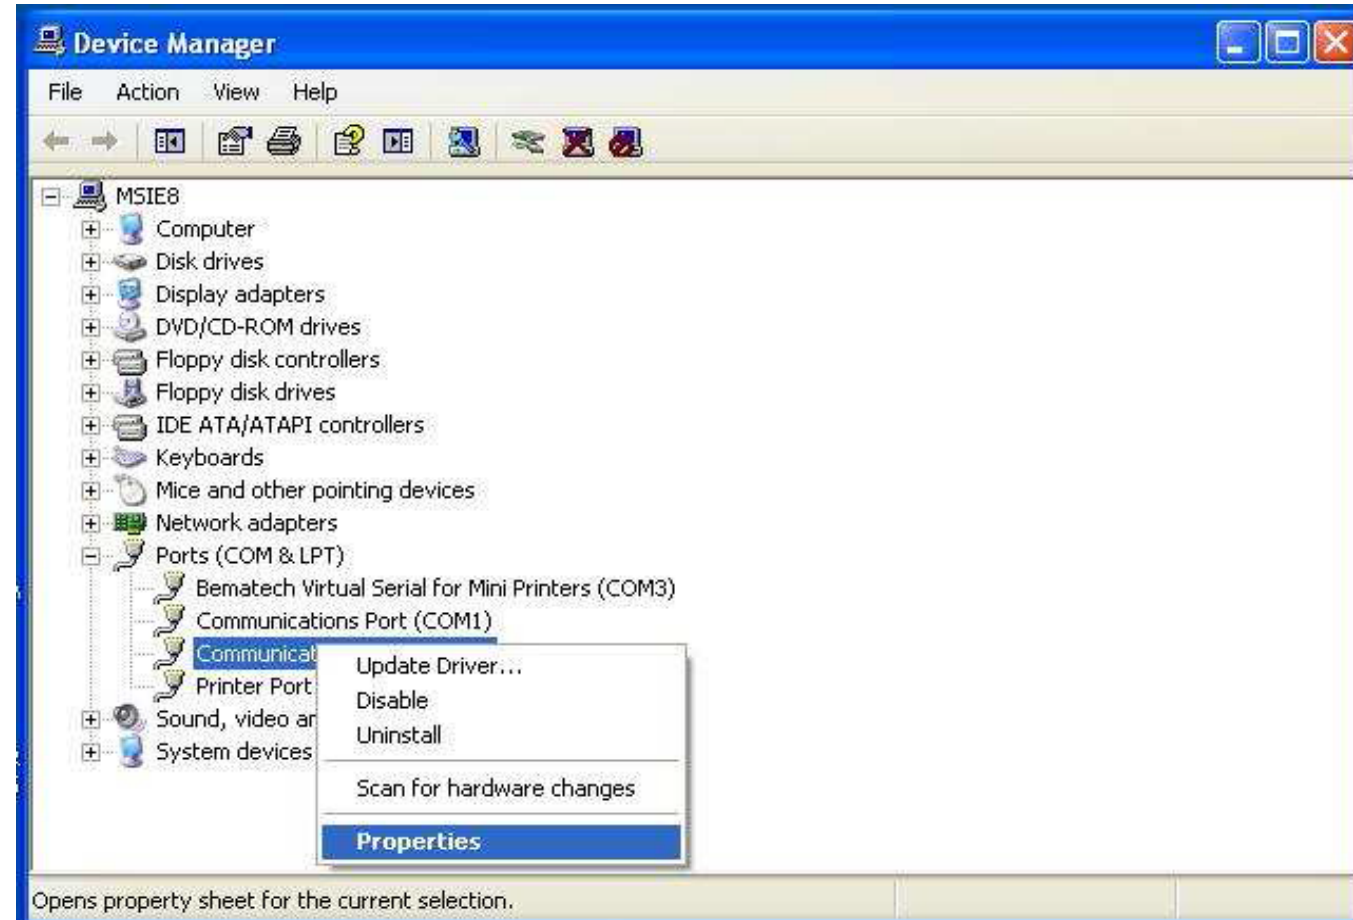 Device Manager
File Action View Help
MSIE8
Computer
Disk drives
Display adapters
DVD/CD-ROM drives
Floppy disk controllers
Floppy disk drives
IDE ATA/ATAPI controllers
Keyboards
Mice and other pointing devices
Network adapters
Ports (COM & LPT)
Bematech Virtual Serial for Mini Printers (COM3)
Communications Port (COM1)
Communicat
Printer Port
Sound, video ar
System devices
Update Driver...
Disable
Uninstall
Scan for hardware changes
Properties
Opens property sheet for the current selection.